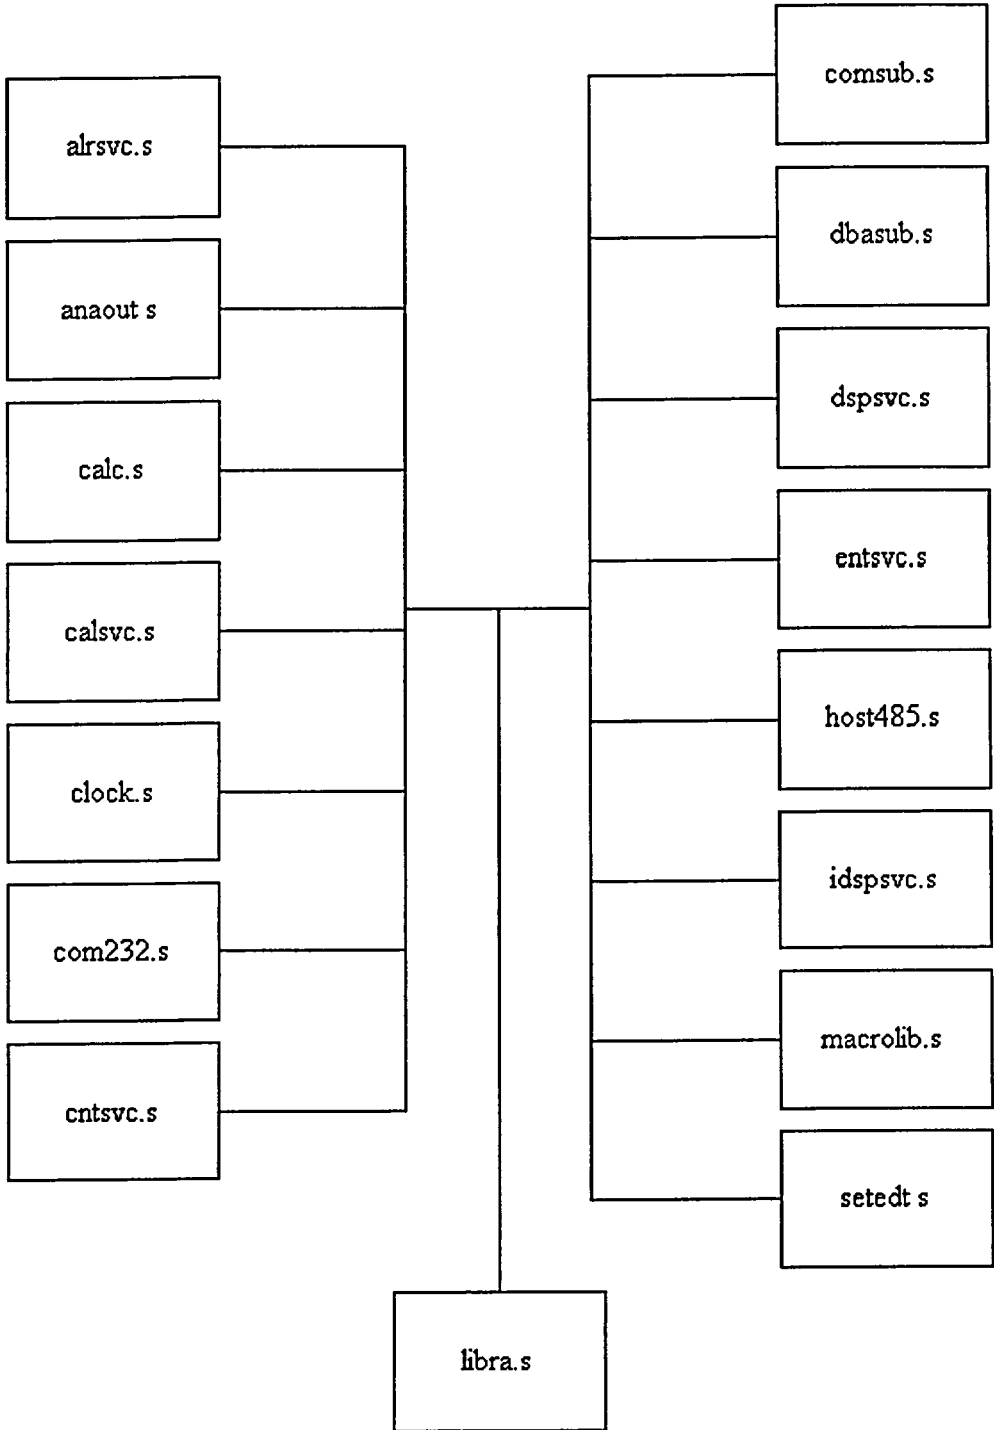 alrsvc.s
anaout s
calc.s
calsvc.s
clock.s
com232.s
cntsvc.s
comsub.s
dbasub.s
dspsvc.s
entsvc.s
host485.s
idspsvc.s
macrolib.s
setedt s
libra.s